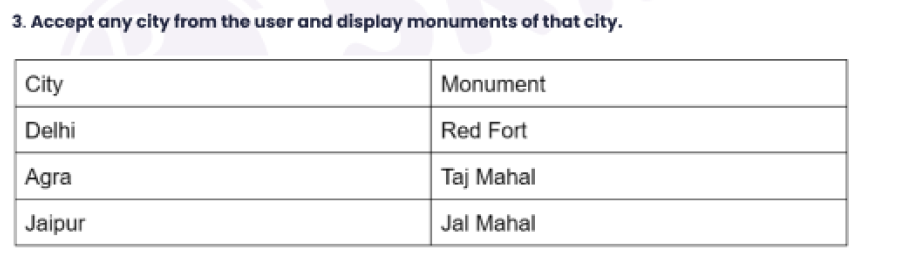 3. Accept any city from the user and display monuments of that city.
City Monument
Delhi Red Fort
Agra Taj Mahal
Jaipur Jal Mahal